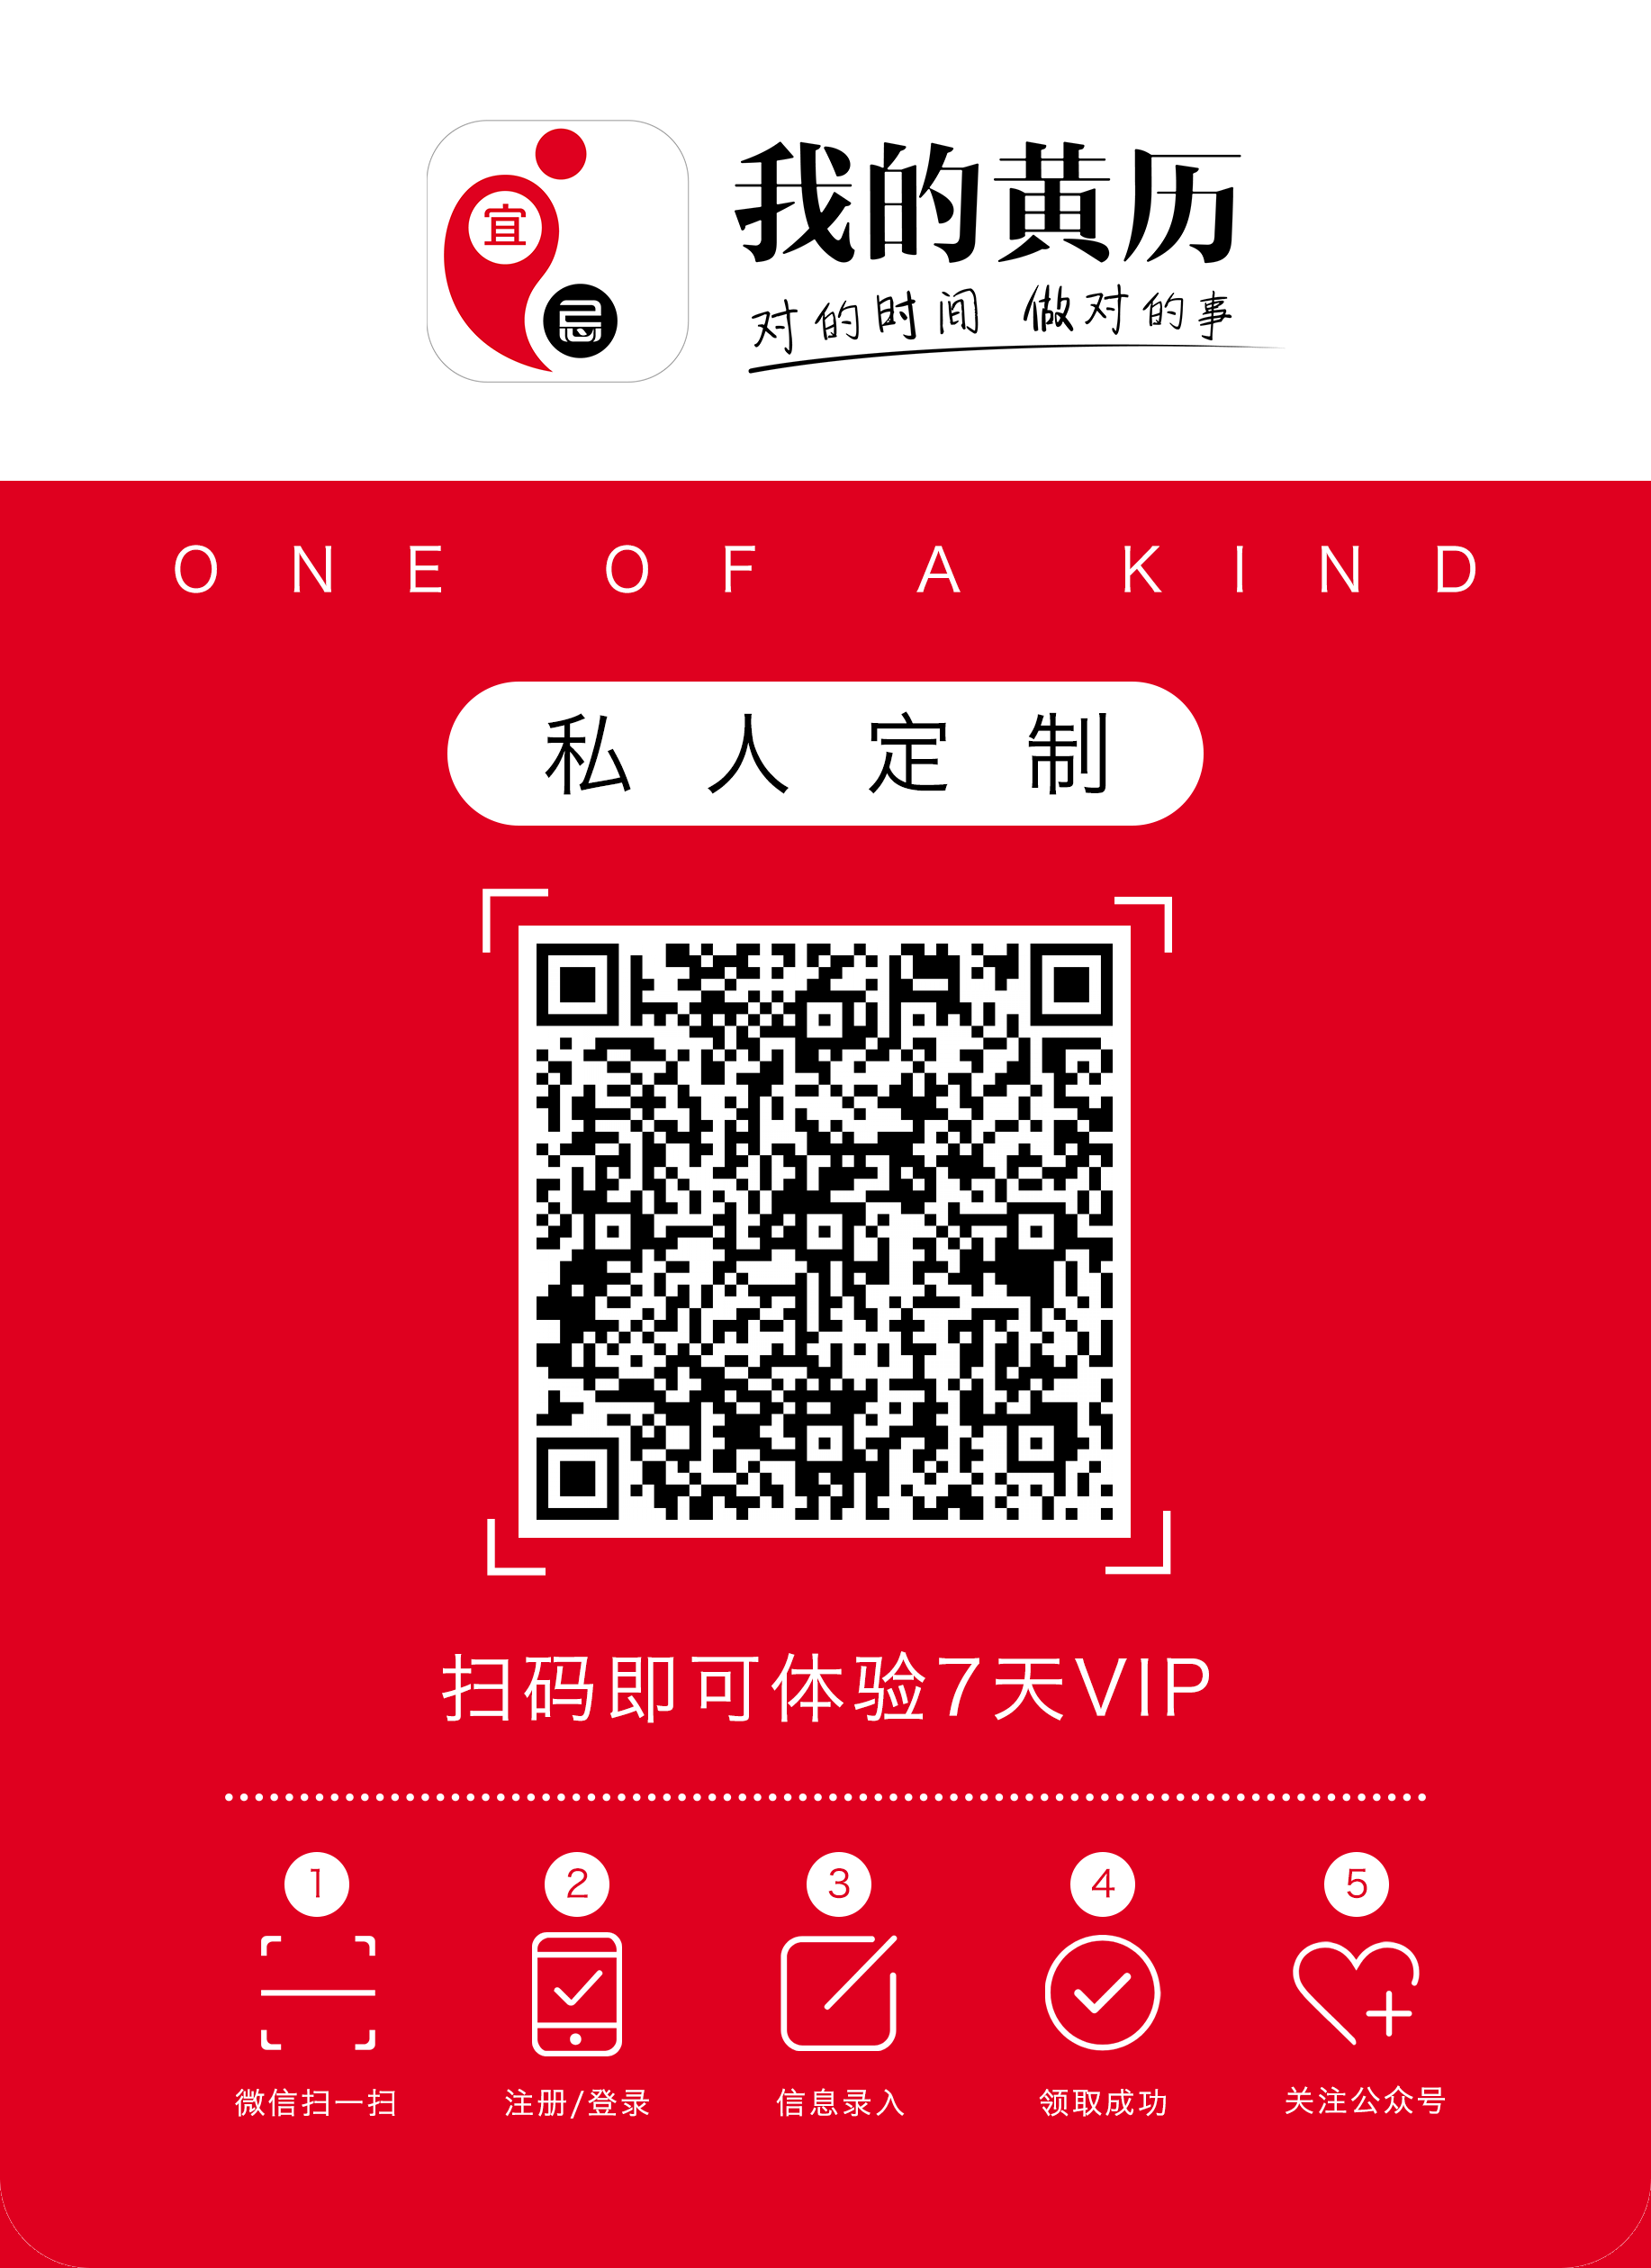 宜
忌
我的黄历
对的时间 做对的事
ONE OF A KIND
私人定制
扫码即可体验7天VIP
1 2 3 4 5
微信扫一扫 注册/登录 信息录入 领取成功 关注公众号